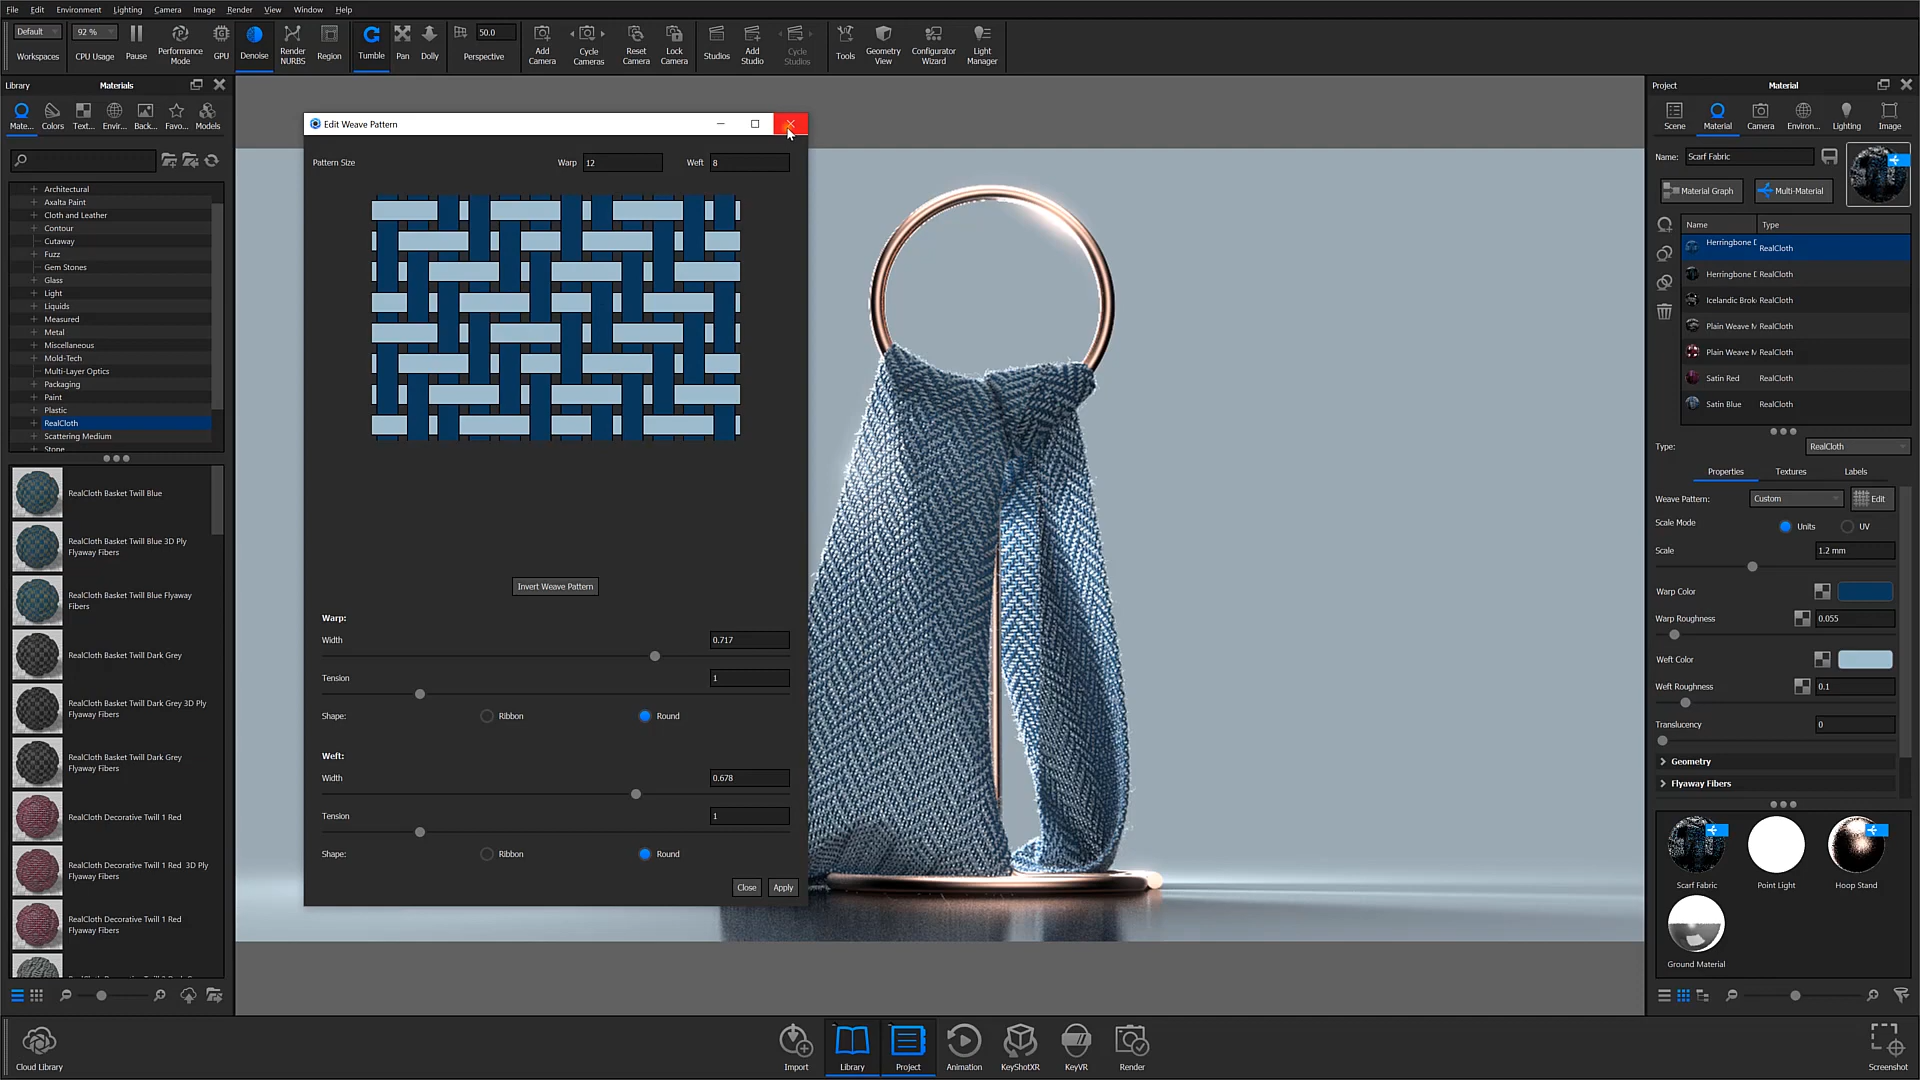 File Edit Environment Lighting Camera Image Render View Window Help
Default 92 % 50.0
Workspaces CPU Usage Pause Performance Mode GPU Denoise Render NURBS Region Tumble Pan Dolly Perspective Add Camera Cycle Cameras Reset Camera Lock Camera Studios Add Studio Cycle Studios Tools Geometry View Configurator Wizard Light Manager
Library Materials
Mate... Colors Text... Envir... Back... Favo... Models
Architectural
Axalta Paint
Cloth and Leather
Contour
Cutaway
Fuzz
Gem Stones
Glass
Light
Liquids
Measured
Metal
Miscellaneous
Mold-Tech
Multi-Layer Optics
Packaging
Paint
Plastic
RealCloth
Scattering Medium
Stone
RealCloth Basket Twill Blue
RealCloth Basket Twill Blue 3D Ply
Flyaway Fibers
RealCloth Basket Twill Blue Flyaway
Fibers
RealCloth Basket Twill Dark Grey
RealCloth Basket Twill Dark Grey 3D Ply
Flyaway Fibers
RealCloth Basket Twill Dark Grey
Flyaway Fibers
RealCloth Decorative Twill 1 Red
RealCloth Decorative Twill 1 Red 3D Ply
Flyaway Fibers
RealCloth Decorative Twill 1 Red
Flyaway Fibers
Edit Weave Pattern
Pattern Size Warp 12 Weft 8
Invert Weave Pattern
Warp:
Width 0.717
Tension 1
Shape: Ribbon Round
Weft:
Width 0.678
Tension 1
Shape: Ribbon Round
Close Apply
Project Material
Scene Material Camera Environ... Lighting Image
Name: Scarf Fabric
Material Graph Multi-Material
Name Type
Herringbone D RealCloth
Herringbone D RealCloth
Icelandic Brok RealCloth
Plain Weave M RealCloth
Plain Weave M RealCloth
Satin Red RealCloth
Satin Blue RealCloth
Type: RealCloth
Properties Textures Labels
Weave Pattern: Custom Edit
Scale Mode Units UV
Scale 1.2 mm
Warp Color
Warp Roughness 0.055
Weft Color
Weft Roughness 0.1
Translucency 0
Geometry
Flyaway Fibers
Scarf Fabric Point Light Hoop Stand
Ground Material
Cloud Library Import Library Project Animation KeyShotXR KeyVR Render Screenshot